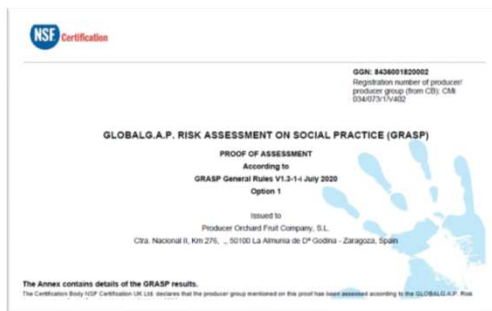 NSF Certification
GGN: 8436001820002
Registration number of producer/
producer group (from CB): CMi
034/073/1/V402
GLOBALG.A.P. RISK ASSESSMENT ON SOCIAL PRACTICE (GRASP)
PROOF OF ASSESSMENT
According to
GRASP General Rules V1.3-1-i July 2020
Option 1
Issued to
Producer Orchard Fruit Company, S.L.
Ctra. Nacional II, Km 276, ., 50100 La Almunia de Dª Godina - Zaragoza, Spain
The Annex contains details of the GRASP results.
The Certification Body NSF Certification UK Ltd. declares that the producer group mentioned on this proof has been assessed according to the GLOBALG.A.P. Risk